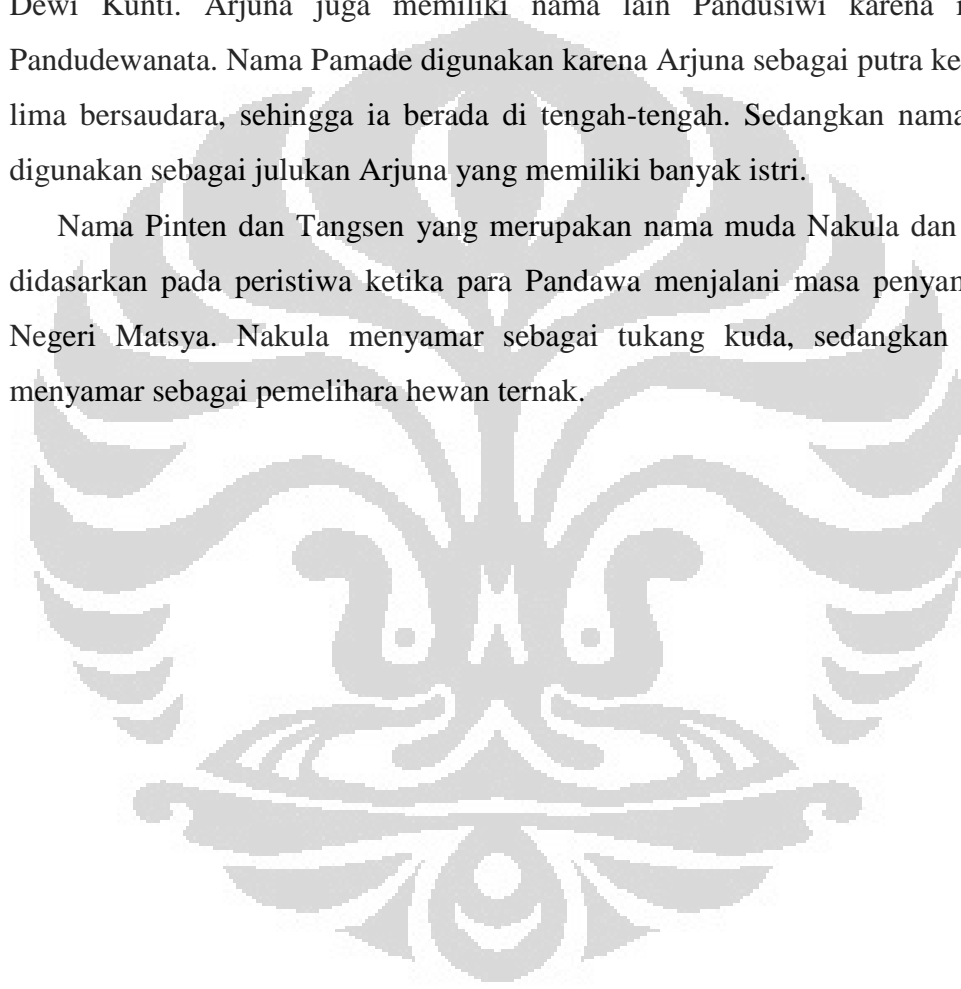 Dewi Kunti. Arjuna juga memiliki nama lain Pandusiwi karena i
Pandudewanata. Nama Pamade digunakan karena Arjuna sebagai putra ke
lima bersaudara, sehingga ia berada di tengah-tengah. Sedangkan nama
digunakan sebagai julukan Arjuna yang memiliki banyak istri.
Nama Pinten dan Tangsen yang merupakan nama muda Nakula dan
didasarkan pada peristiwa ketika para Pandawa menjalani masa penyam
Negeri Matsya. Nakula menyamar sebagai tukang kuda, sedangkan
menyamar sebagai pemelihara hewan ternak.